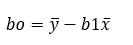 bo = ȳ − b1x̄